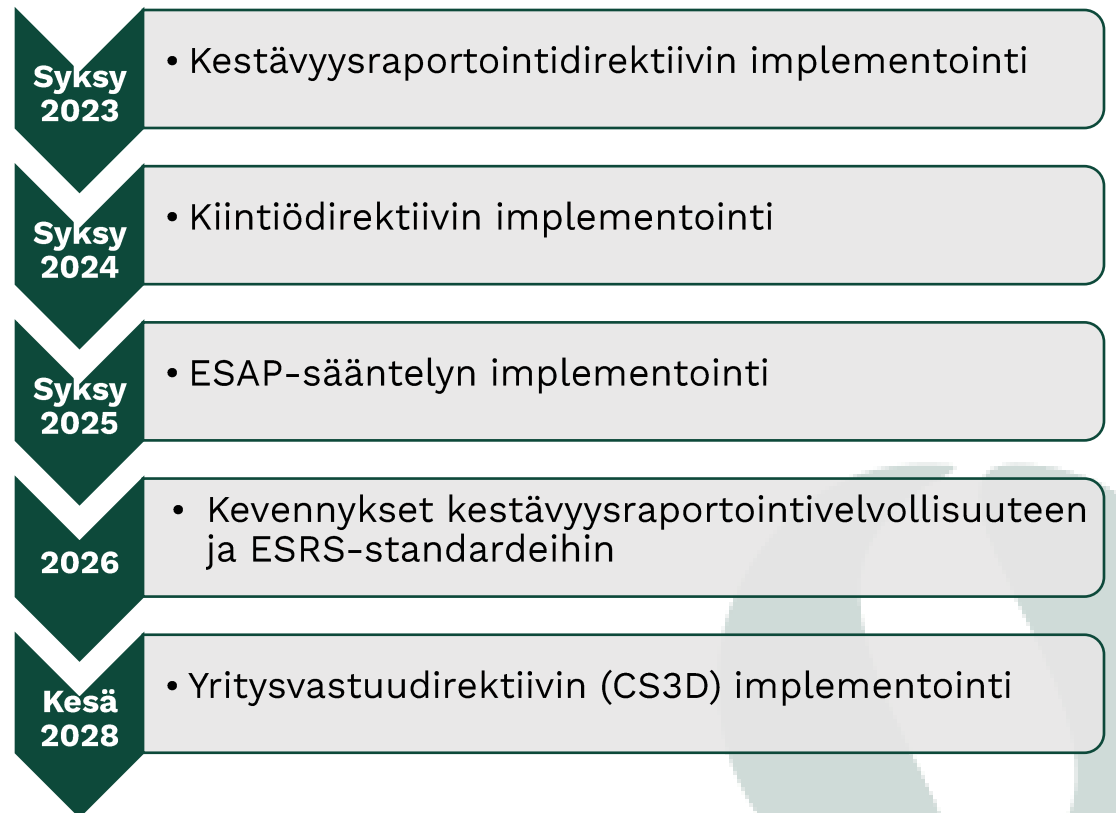 Syksy
2023
• Kestävyysraportointidirektiivin implementointi
Syksy
2024
• Kiintiödirektiivin implementointi
Syksy
2025
• ESAP-sääntelyn implementointi
2026
• Kevennykset kestävyysraportointivelvollisuuteen
ja ESRS-standardeihin
Kesä
2028
• Yritysvastuudirektiivin (CS3D) implementointi